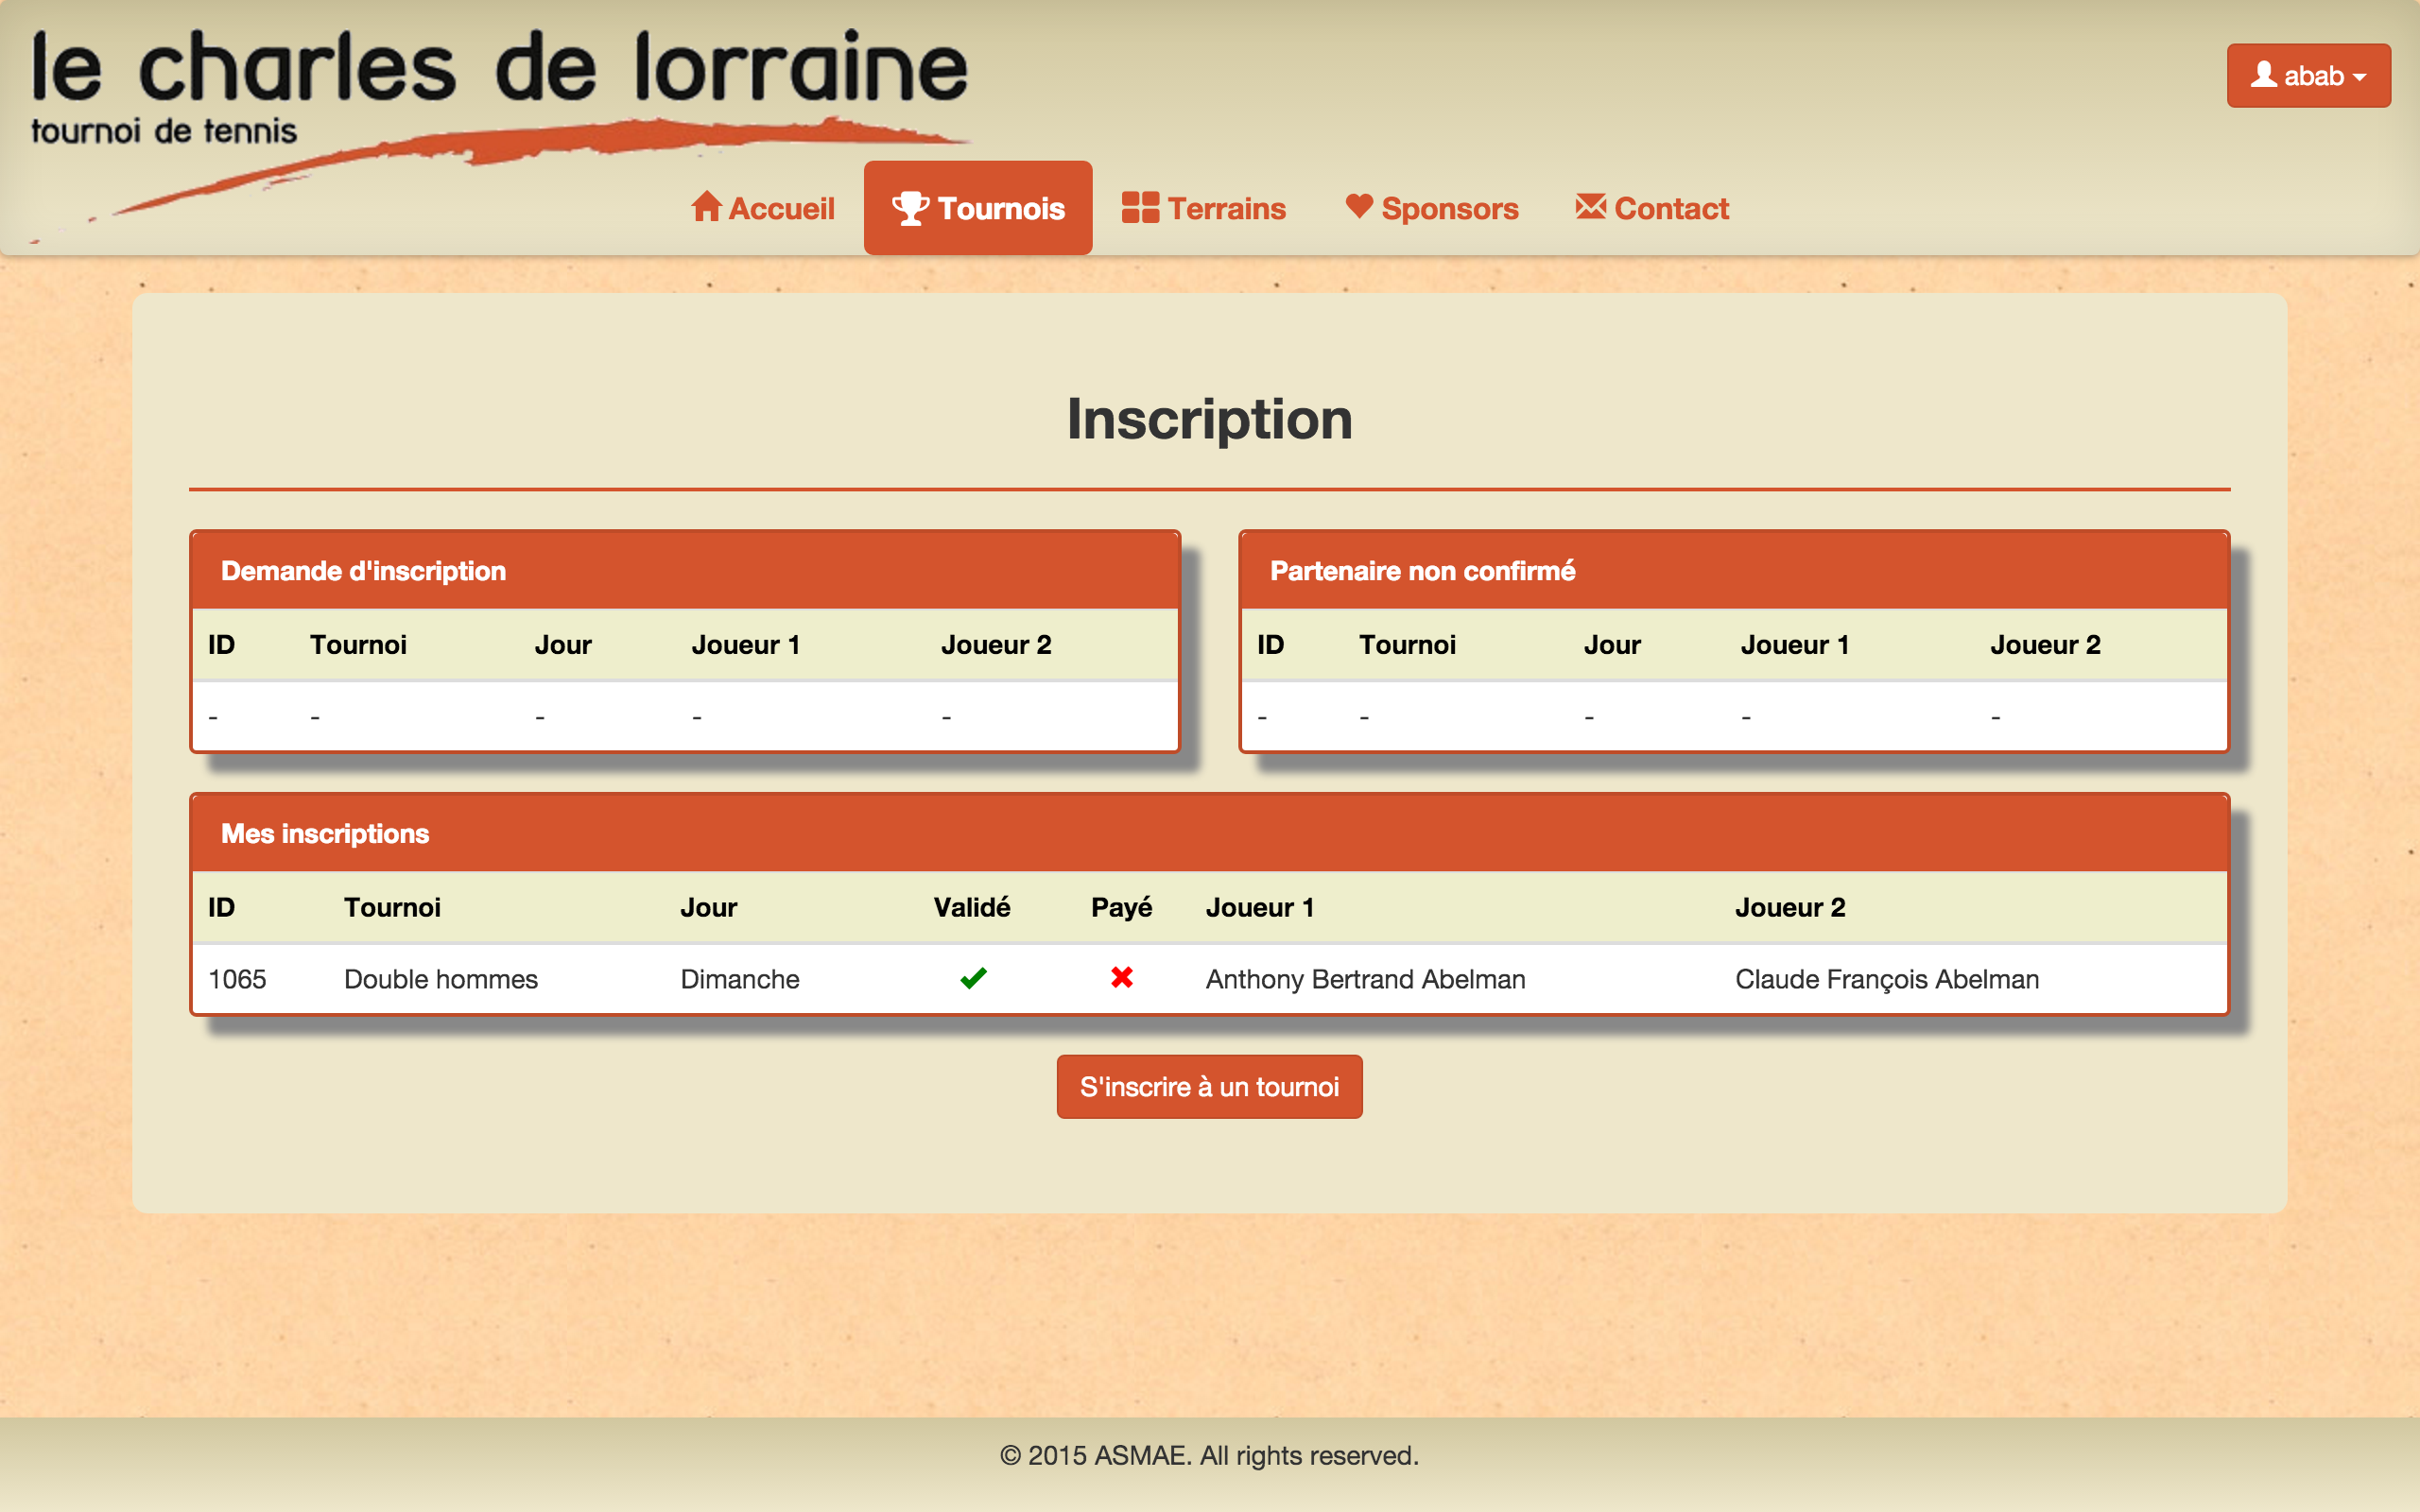 le charles de lorraine
tournoi de tennis
abab
Accueil Tournois Terrains Sponsors Contact
Inscription
Demande d'inscription
ID Tournoi Jour Joueur 1 Joueur 2
- - - - -
Partenaire non confirmé
ID Tournoi Jour Joueur 1 Joueur 2
- - - - -
Mes inscriptions
ID Tournoi Jour Validé Payé Joueur 1 Joueur 2
1065 Double hommes Dimanche Anthony Bertrand Abelman Claude François Abelman
S'inscrire à un tournoi
© 2015 ASMAE. All rights reserved.